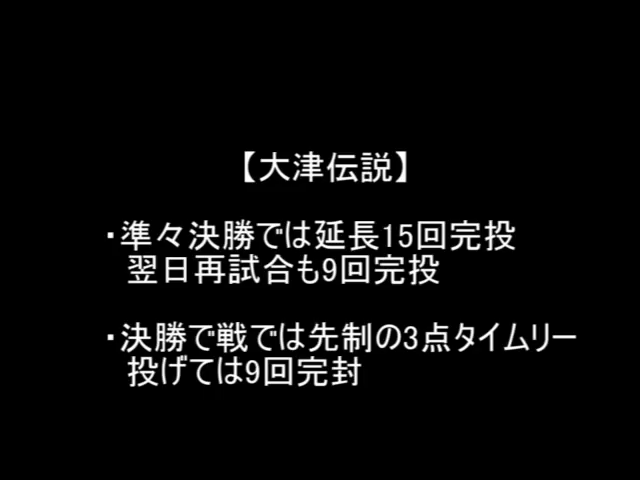 【大津伝説】
・準々決勝では延長15回完投
翌日再試合も9回完投
・決勝で戦では先制の3点タイムリー
投げては9回完封